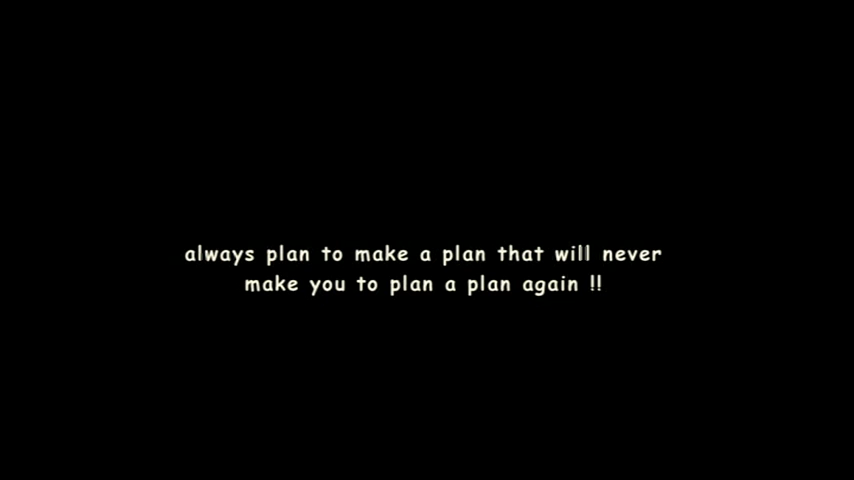 always plan to make a plan that will never
make you to plan a plan again !!